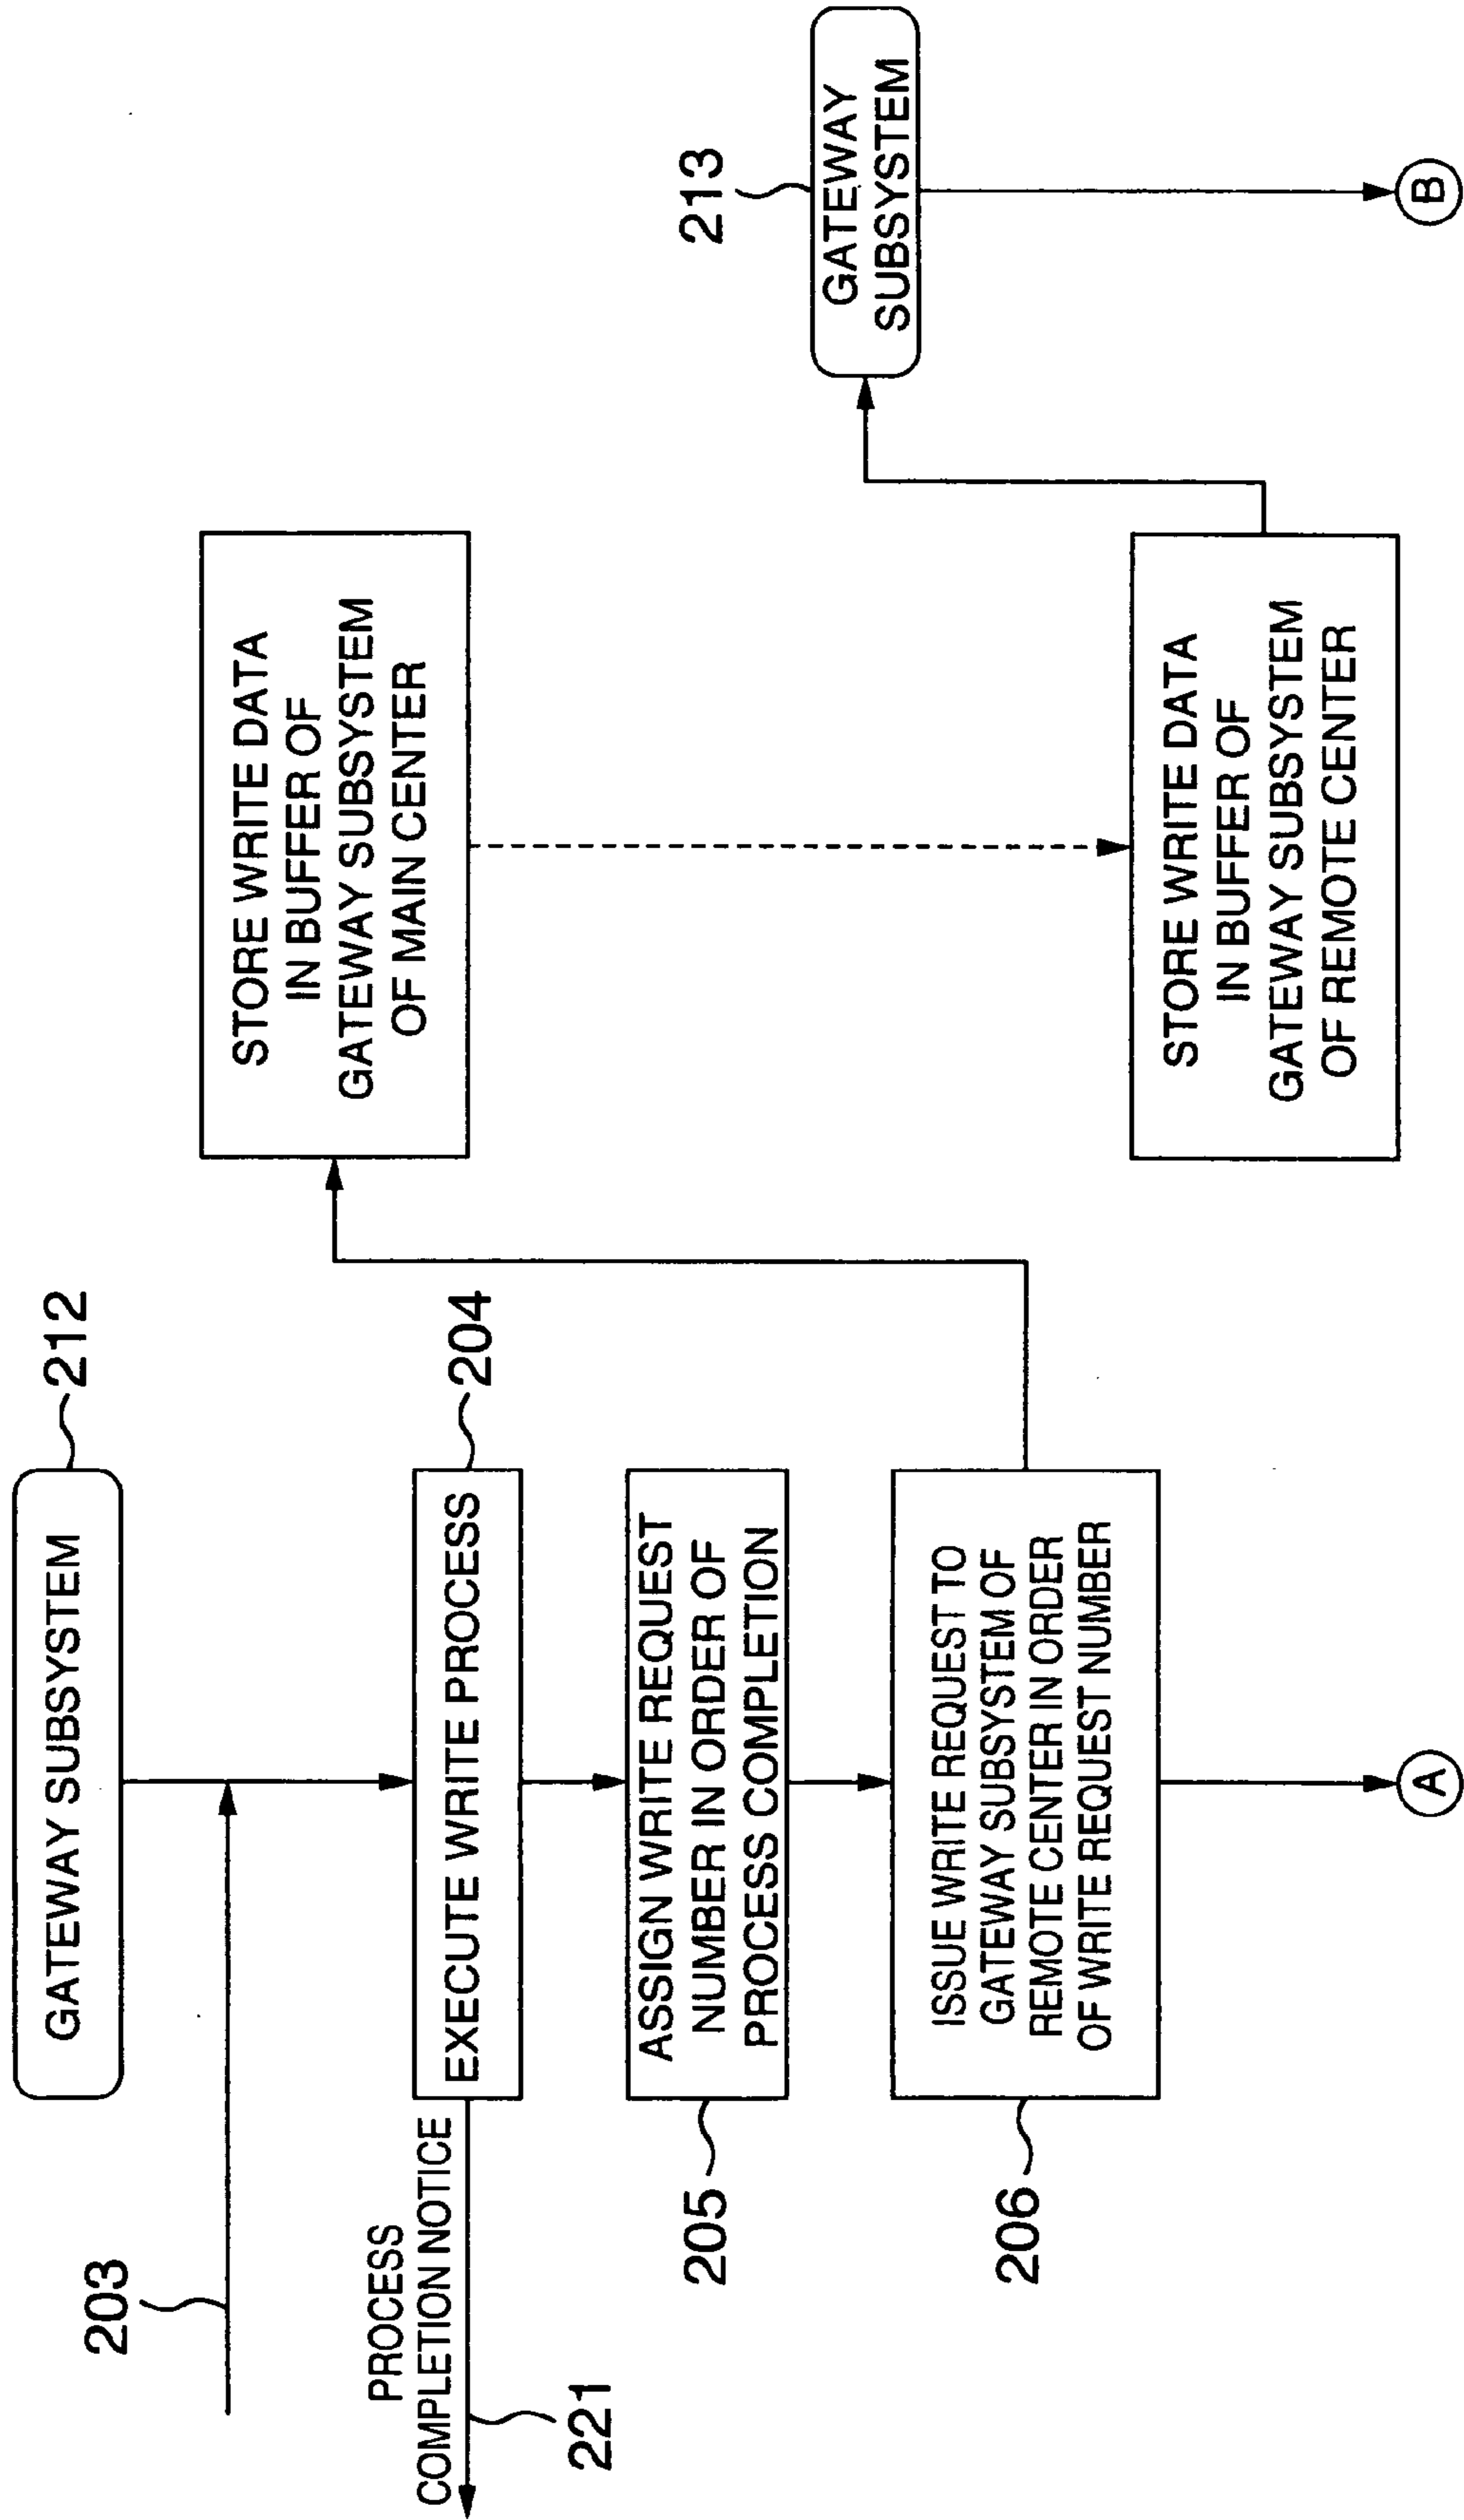 GATEWAY SUBSYSTEM
212
203
PROCESS
COMPLETION NOTICE
221
EXECUTE WRITE PROCESS
204
ASSIGN WRITE REQUEST
NUMBER IN ORDER OF
PROCESS COMPLETION
205
ISSUE WRITE REQUEST TO
GATEWAY SUBSYSTEM OF
REMOTE CENTER IN ORDER
OF WRITE REQUEST NUMBER
206
A
STORE WRITE DATA
IN BUFFER OF
GATEWAY SUBSYSTEM
OF MAIN CENTER
STORE WRITE DATA
IN BUFFER OF
GATEWAY SUBSYSTEM
OF REMOTE CENTER
213
GATEWAY
SUBSYSTEM
B